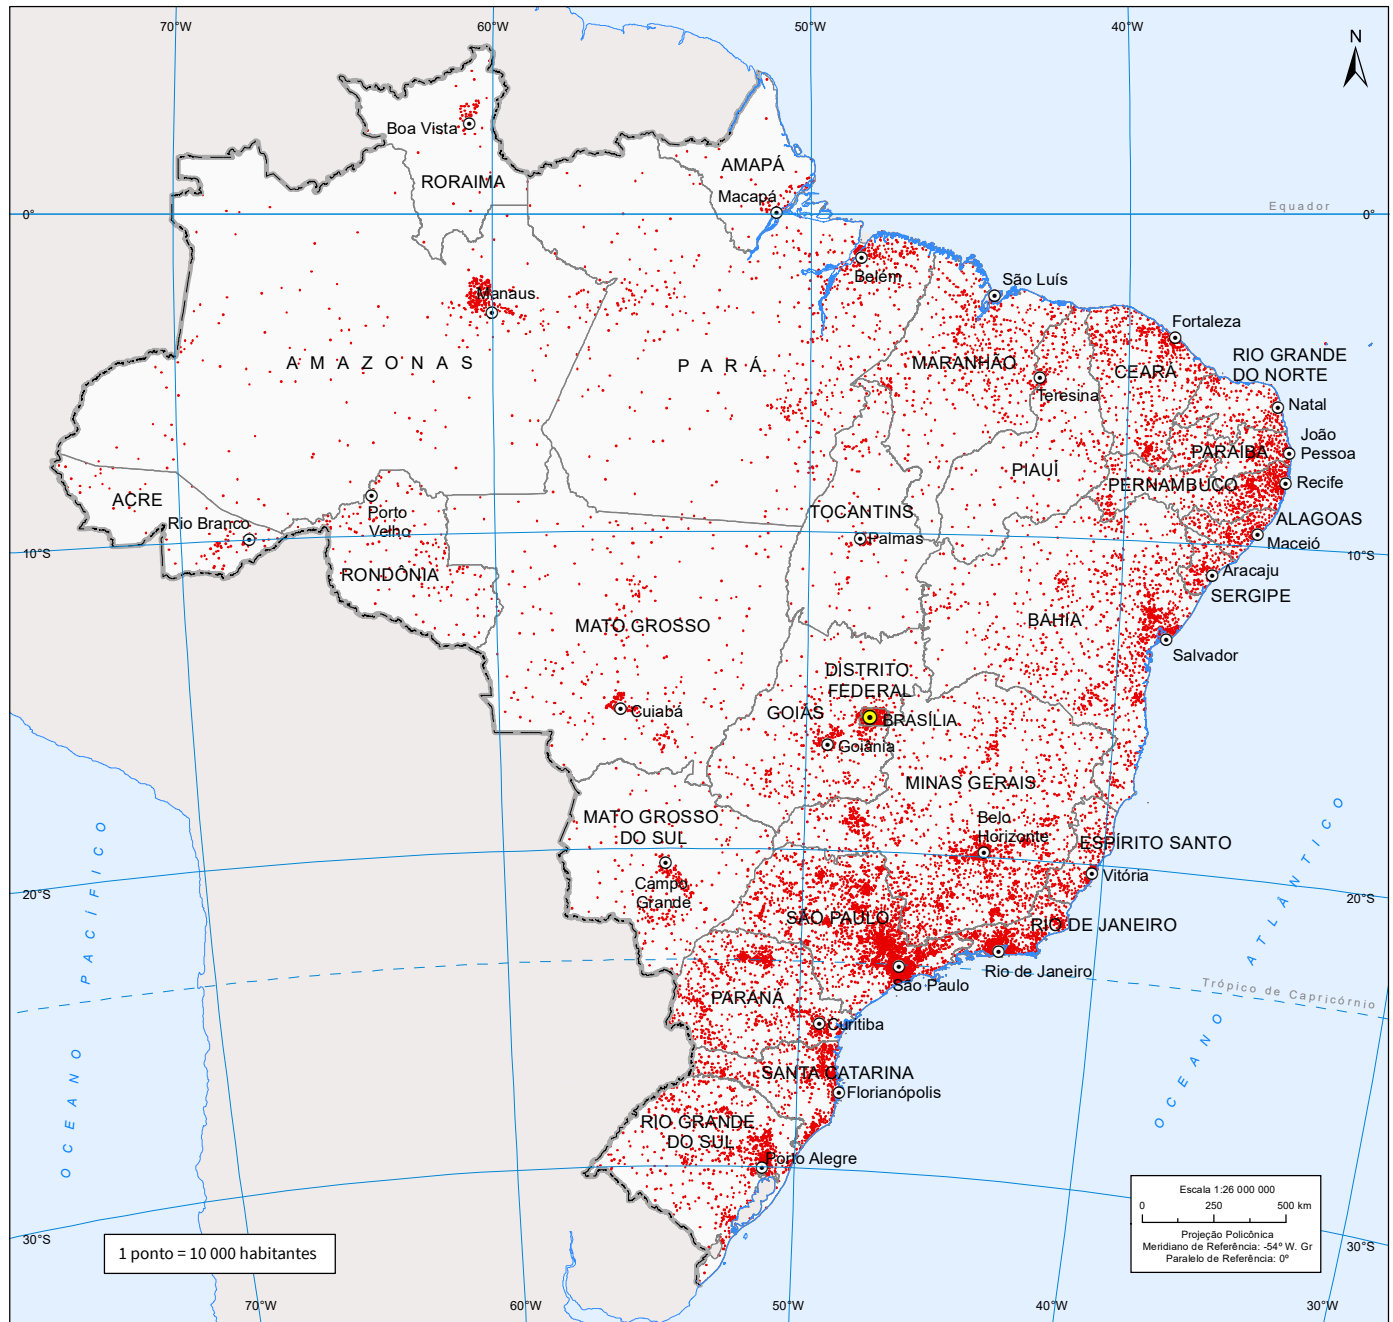 70°W
60°W
50°W
40°W
N
Boa Vista
RORAIMA
AMAPÁ
Macapá
0°
Equador
0°
Manaus
Belém
São Luís
Fortaleza
RIO GRANDE
DO NORTE
AMAZONAS
PARÁ
MARANHÃO
CEARÁ
Teresina
Natal
João
Pessoa
PARAÍBA
PIAUÍ
PERNAMBUCO
Recife
ACRE
Rio Branco
Porto
Velho
TOCANTINS
Palmas
ALAGOAS
Maceió
10°S
10°S
RONDÔNIA
Aracaju
SERGIPE
MATO GROSSO
BAHIA
Salvador
DISTRITO
FEDERAL
GOIÁS
BRASÍLIA
Cuiabá
Goiânia
MINAS GERAIS
MATO GROSSO
DO SUL
Belo
Horizonte
ESPÍRITO SANTO
Vitória
Campo
Grande
20°S
20°S
SÃO PAULO
RIO DE JANEIRO
Rio de Janeiro
São Paulo
Trópico de Capricórnio
PARANÁ
Curitiba
SANTA CATARINA
Florianópolis
RIO GRANDE
DO SUL
Porto Alegre
OCEANO PACÍFICO
OCEANO ATLÂNTICO
Escala 1:26 000 000
0 250 500 km
Projeção Policônica
Meridiano de Referência: -54° W. Gr
Paralelo de Referência: 0°
30°S
30°S
1 ponto = 10 000 habitantes
70°W
60°W
50°W
40°W
30°W